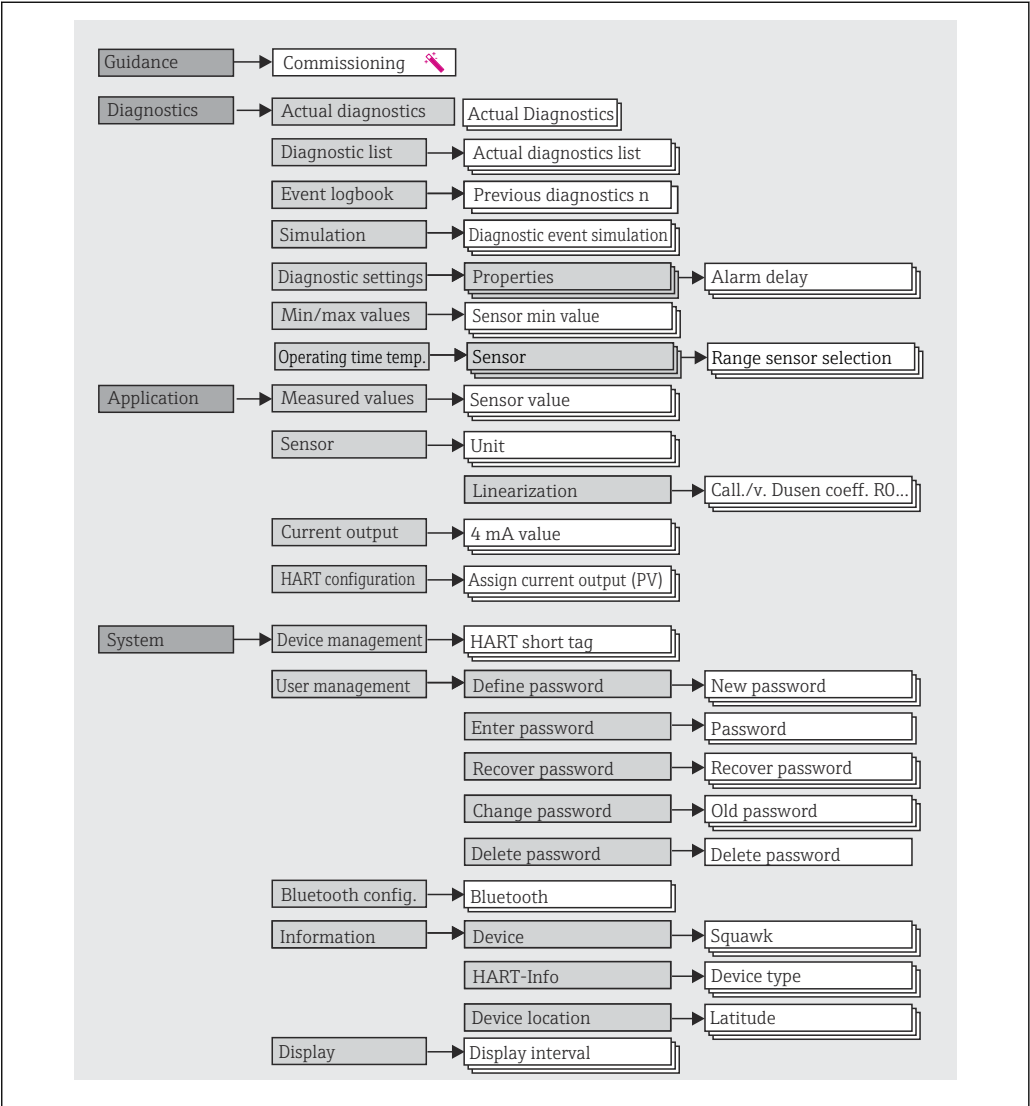 Guidance
Commissioning
Diagnostics
Actual diagnostics
Actual Diagnostics
Diagnostic list
Actual diagnostics list
Event logbook
Previous diagnostics n
Simulation
Diagnostic event simulation
Diagnostic settings
Properties
Alarm delay
Min/max values
Sensor min value
Operating time temp.
Sensor
Range sensor selection
Application
Measured values
Sensor value
Sensor
Unit
Linearization
Call./v. Dusen coeff. R0...
Current output
4 mA value
HART configuration
Assign current output (PV)
System
Device management
HART short tag
User management
Define password
New password
Enter password
Password
Recover password
Recover password
Change password
Old password
Delete password
Delete password
Bluetooth config.
Bluetooth
Information
Device
Squawk
HART-Info
Device type
Device location
Latitude
Display
Display interval